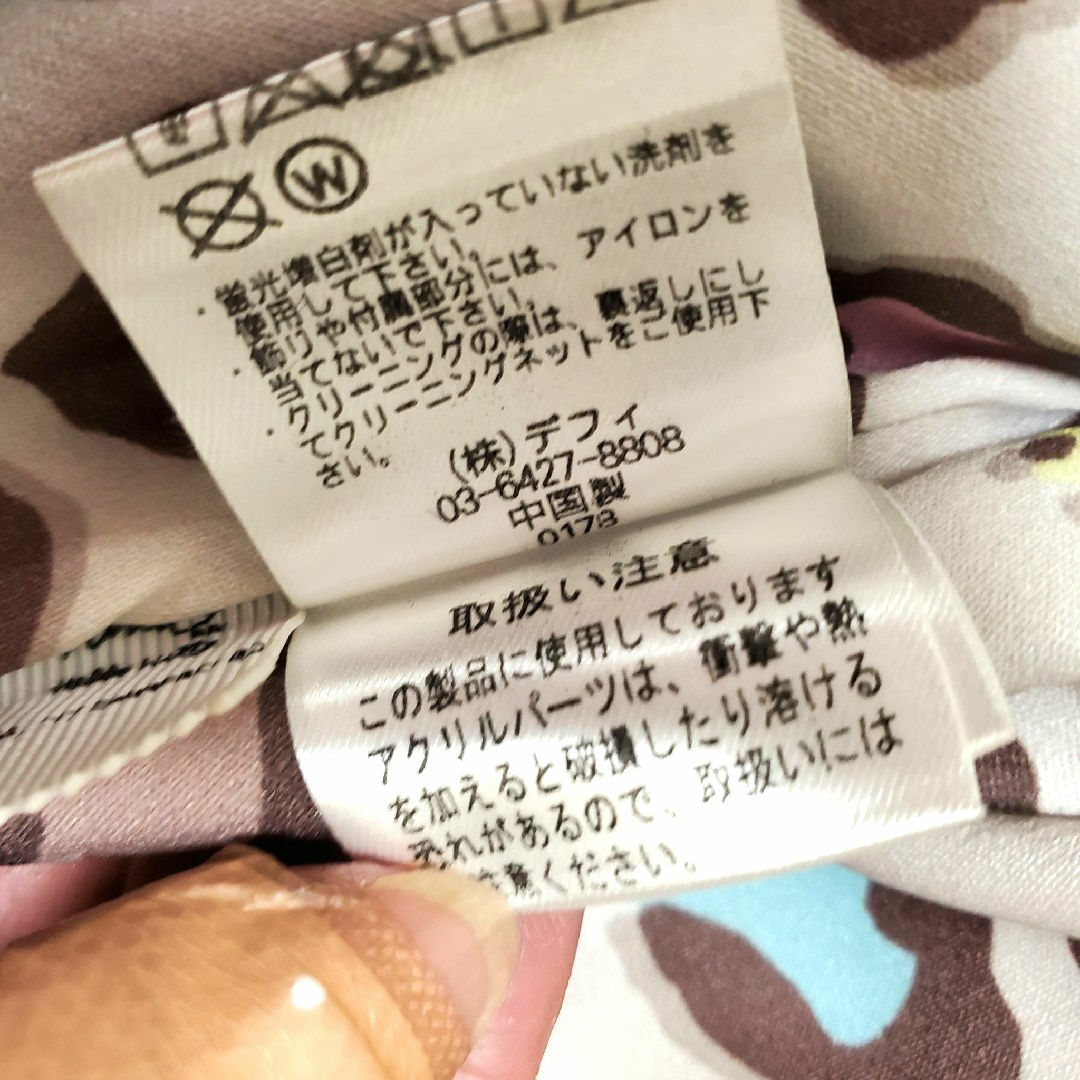 W
・蛍光増白剤が入っていない洗剤を
使用して下さい。
・飾りや付属部分には、アイロンを
当てないで下さい。
・クリーニングの際は、裏返しにし
てクリーニングネットをご使用下
さい。
(株)デフィ
03-6427-8808
中国製
0178
取扱い注意
この製品に使用しております
アクリルパーツは、衝撃や熱
を加えると破損したり溶ける
恐れがあるので、取扱いには
注意ください。